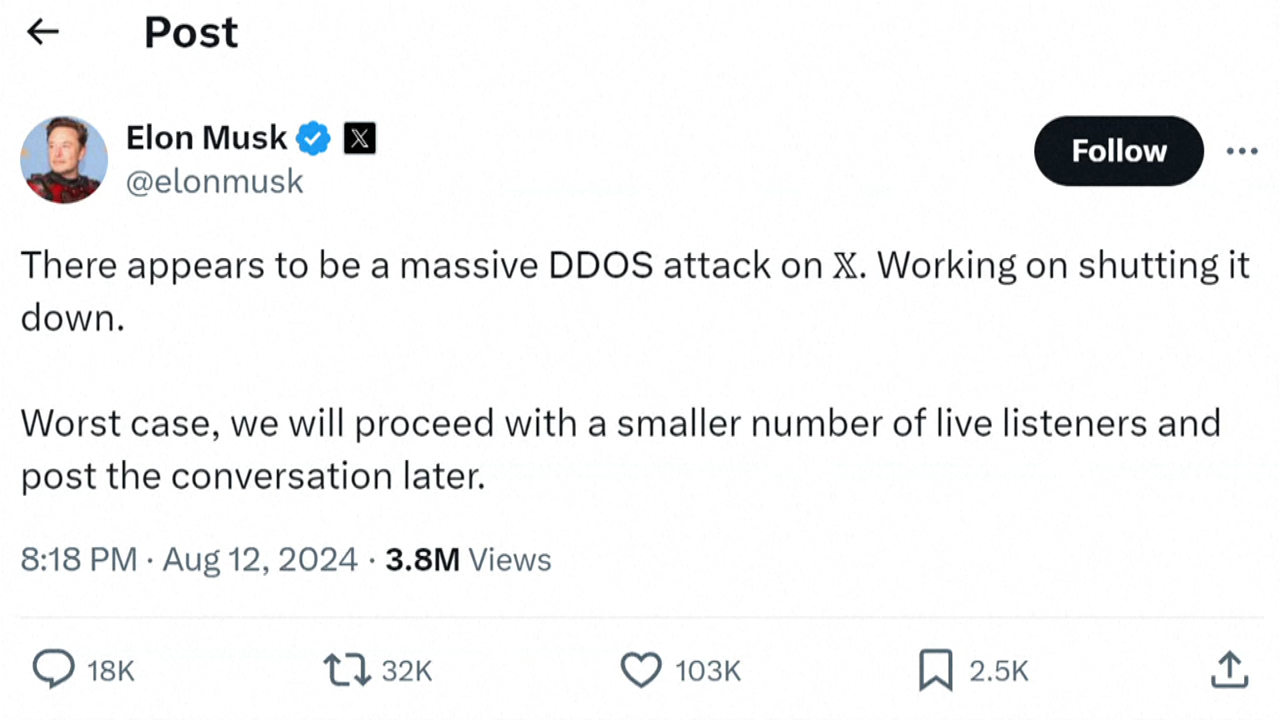 Post
Elon Musk
@elonmusk
Follow
There appears to be a massive DDOS attack on 𝕏. Working on shutting it
down.
Worst case, we will proceed with a smaller number of live listeners and
post the conversation later.
8:18 PM · Aug 12, 2024 · 3.8M Views
18K 32K 103K 2.5K